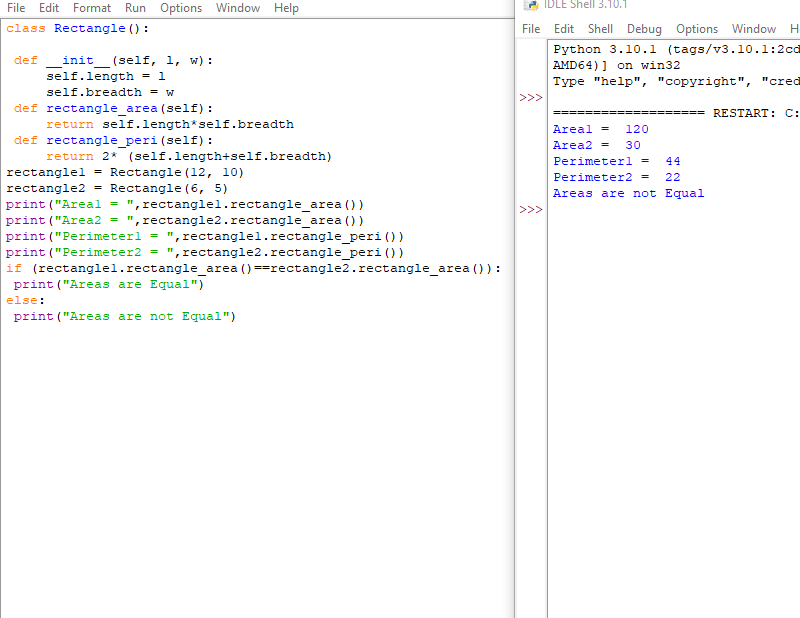 File Edit Format Run Options Window Help
class Rectangle():
 def __init__(self, l, w):
     self.length = l
     self.breadth = w
 def rectangle_area(self):
     return self.length*self.breadth
 def rectangle_peri(self):
     return 2* (self.length+self.breadth)
rectangle1 = Rectangle(12, 10)
rectangle2 = Rectangle(6, 5)
print("Area1 = ",rectangle1.rectangle_area())
print("Area2 = ",rectangle2.rectangle_area())
print("Perimeter1 = ",rectangle1.rectangle_peri())
print("Perimeter2 = ",rectangle2.rectangle_peri())
if (rectangle1.rectangle_area()==rectangle2.rectangle_area()):
 print("Areas are Equal")
else:
 print("Areas are not Equal")
IDLE Shell 3.10.1
File Edit Shell Debug Options Window H
Python 3.10.1 (tags/v3.10.1:2cd
AMD64)] on win32
Type "help", "copyright", "cred
>>>
=================== RESTART: C:
Area1 =  120
Area2 =  30
Perimeter1 =  44
Perimeter2 =  22
Areas are not Equal
>>>